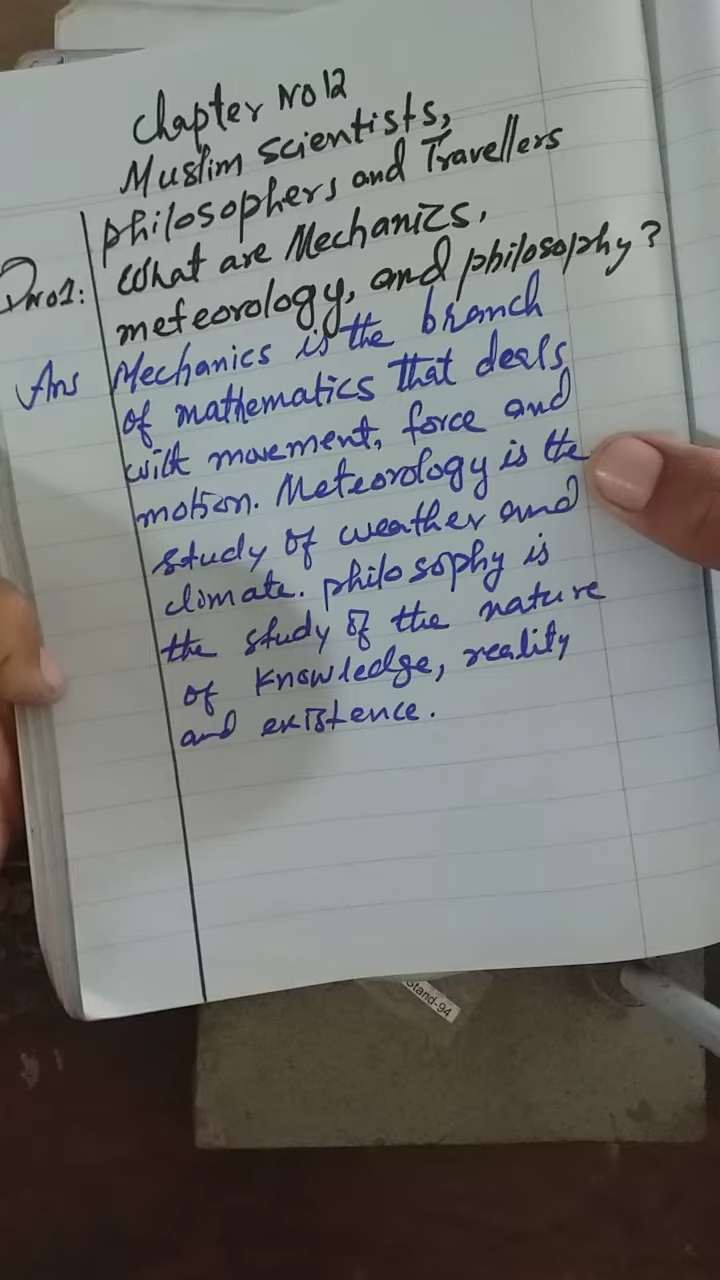 Chapter No 12
Muslim Scientists,
Philosophers and Travellers
Qno1: What are Mechanics,
meteorology, and philosophy?
Ans Mechanics is the branch
of mathematics that deals
with movement, force and
motion. Meteorology is the
study of weather and
climate. philosophy is
the study of the nature
of knowledge, reality
and existence.
Stand-94